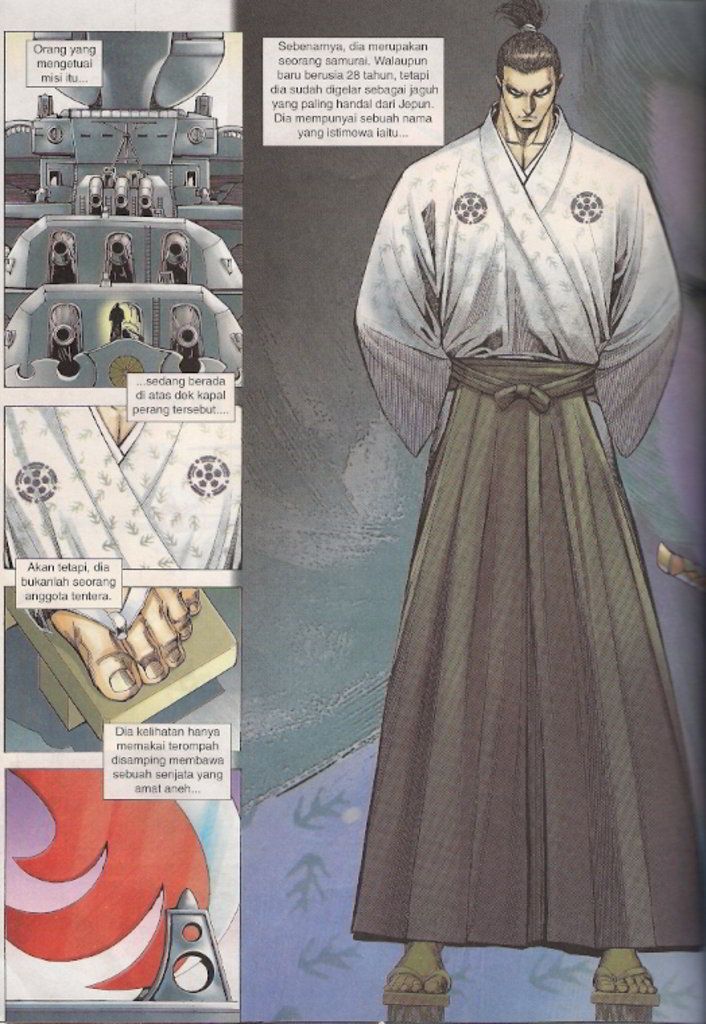 Orang yang
mengetuai
misi itu...
...sedang berada
di atas dek kapal
perang tersebut....
Akan tetapi, dia
bukanlah seorang
anggota tentera.
Dia kelihatan hanya
memakai terompah
disamping membawa
sebuah senjata yang
amat aneh...
Sebenarnya, dia merupakan
seorang samurai. Walaupun
baru berusia 28 tahun, tetapi
dia sudah digelar sebagai jaguh
yang paling handal dari Jepun.
Dia mempunyai sebuah nama
yang istimewa iaitu...